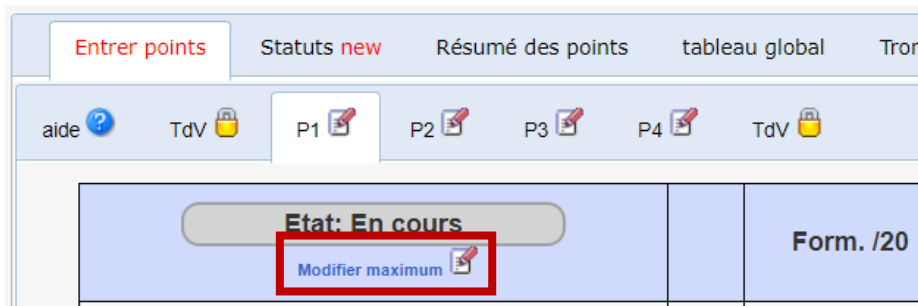 Entrer points Statuts new Résumé des points tableau global
aide TdV P1 P2 P3 P4 TdV
Etat: En cours
Modifier maximum
Form. /20